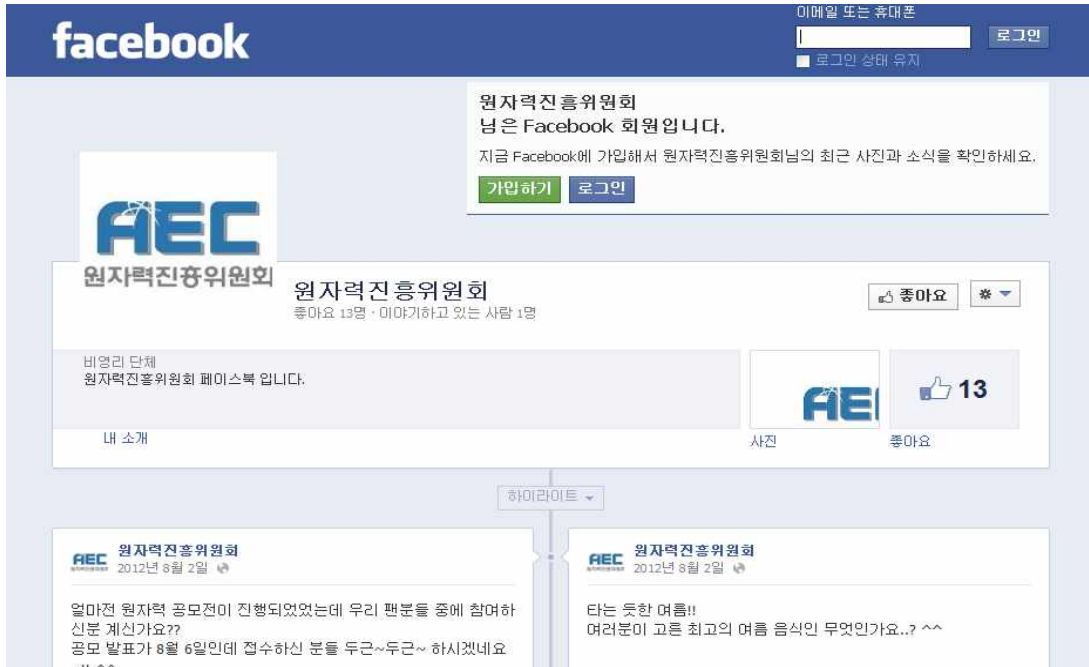 facebook
이메일 또는 휴대폰
로그인
로그인 상태 유지
원자력진흥위원회
님은 Facebook 회원입니다.
지금 Facebook에 가입해서 원자력진흥위원회님의 최근 사진과 소식을 확인하세요.
가입하기 로그인
AEC
원자력진흥위원회
원자력진흥위원회
좋아요 13명 · 이야기하고 있는 사람 1명
좋아요
비영리 단체
원자력진흥위원회 페이스북 입니다.
AE
13
내 소개
사진
좋아요
하이라이트
AEC
원자력진흥위원회
2012년 8월 2일
얼마전 원자력 공모전이 진행되었었는데 우리 팬분들 중에 참여하
신분 계신가요??
공모 발표가 8월 6일인데 접수하신 분들 두근~두근~ 하시겠네요
AEC
원자력진흥위원회
2012년 8월 2일
타는 듯한 여름!!
여러분이 고른 최고의 여름 음식인 무엇인가요..? ^^